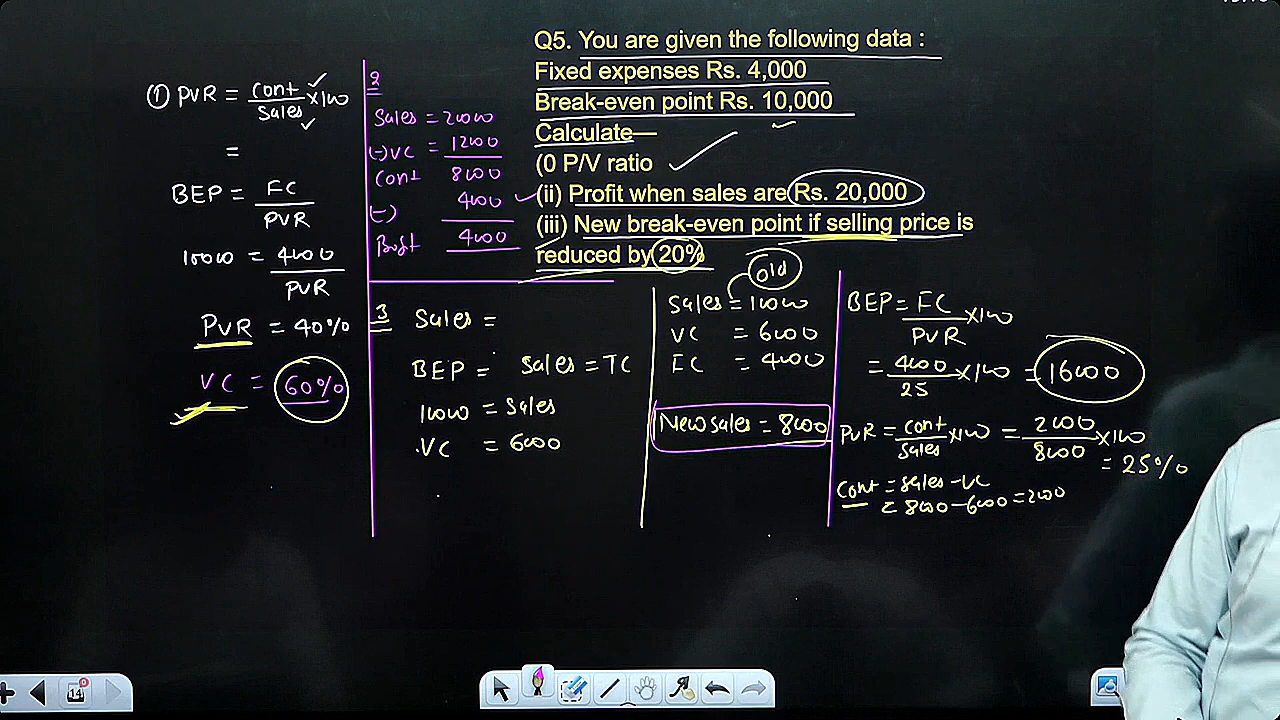 Q5. You are given the following data :
Fixed expenses Rs. 4,000
Break-even point Rs. 10,000
Calculate—
(0 P/V ratio
(ii) Profit when sales are Rs. 20,000
(iii) New break-even point if selling price is
reduced by 20%
① PVR = Cont / Sales × 100
=
BEP = FC / PVR
10000 = 4000 / PVR
PVR = 40%
VC = 60%
2
Sales = 20000
(-) VC = 12000
Cont 8000
(-) 4000
Profit 4000
3
Sales =
BEP = Sales = TC
10000 = Sales
VC = 6000
old
Sales = 10000
VC = 6000
FC = 4000
New sales = 8000
BEP = FC / PVR × 100
= 4000 / 25 × 100 = 16000
PVR = Cont / Sales × 100 = 2000 / 8000 × 100
= 25%
Cont = Sales - VC
= 8000 - 6000 = 2000
14